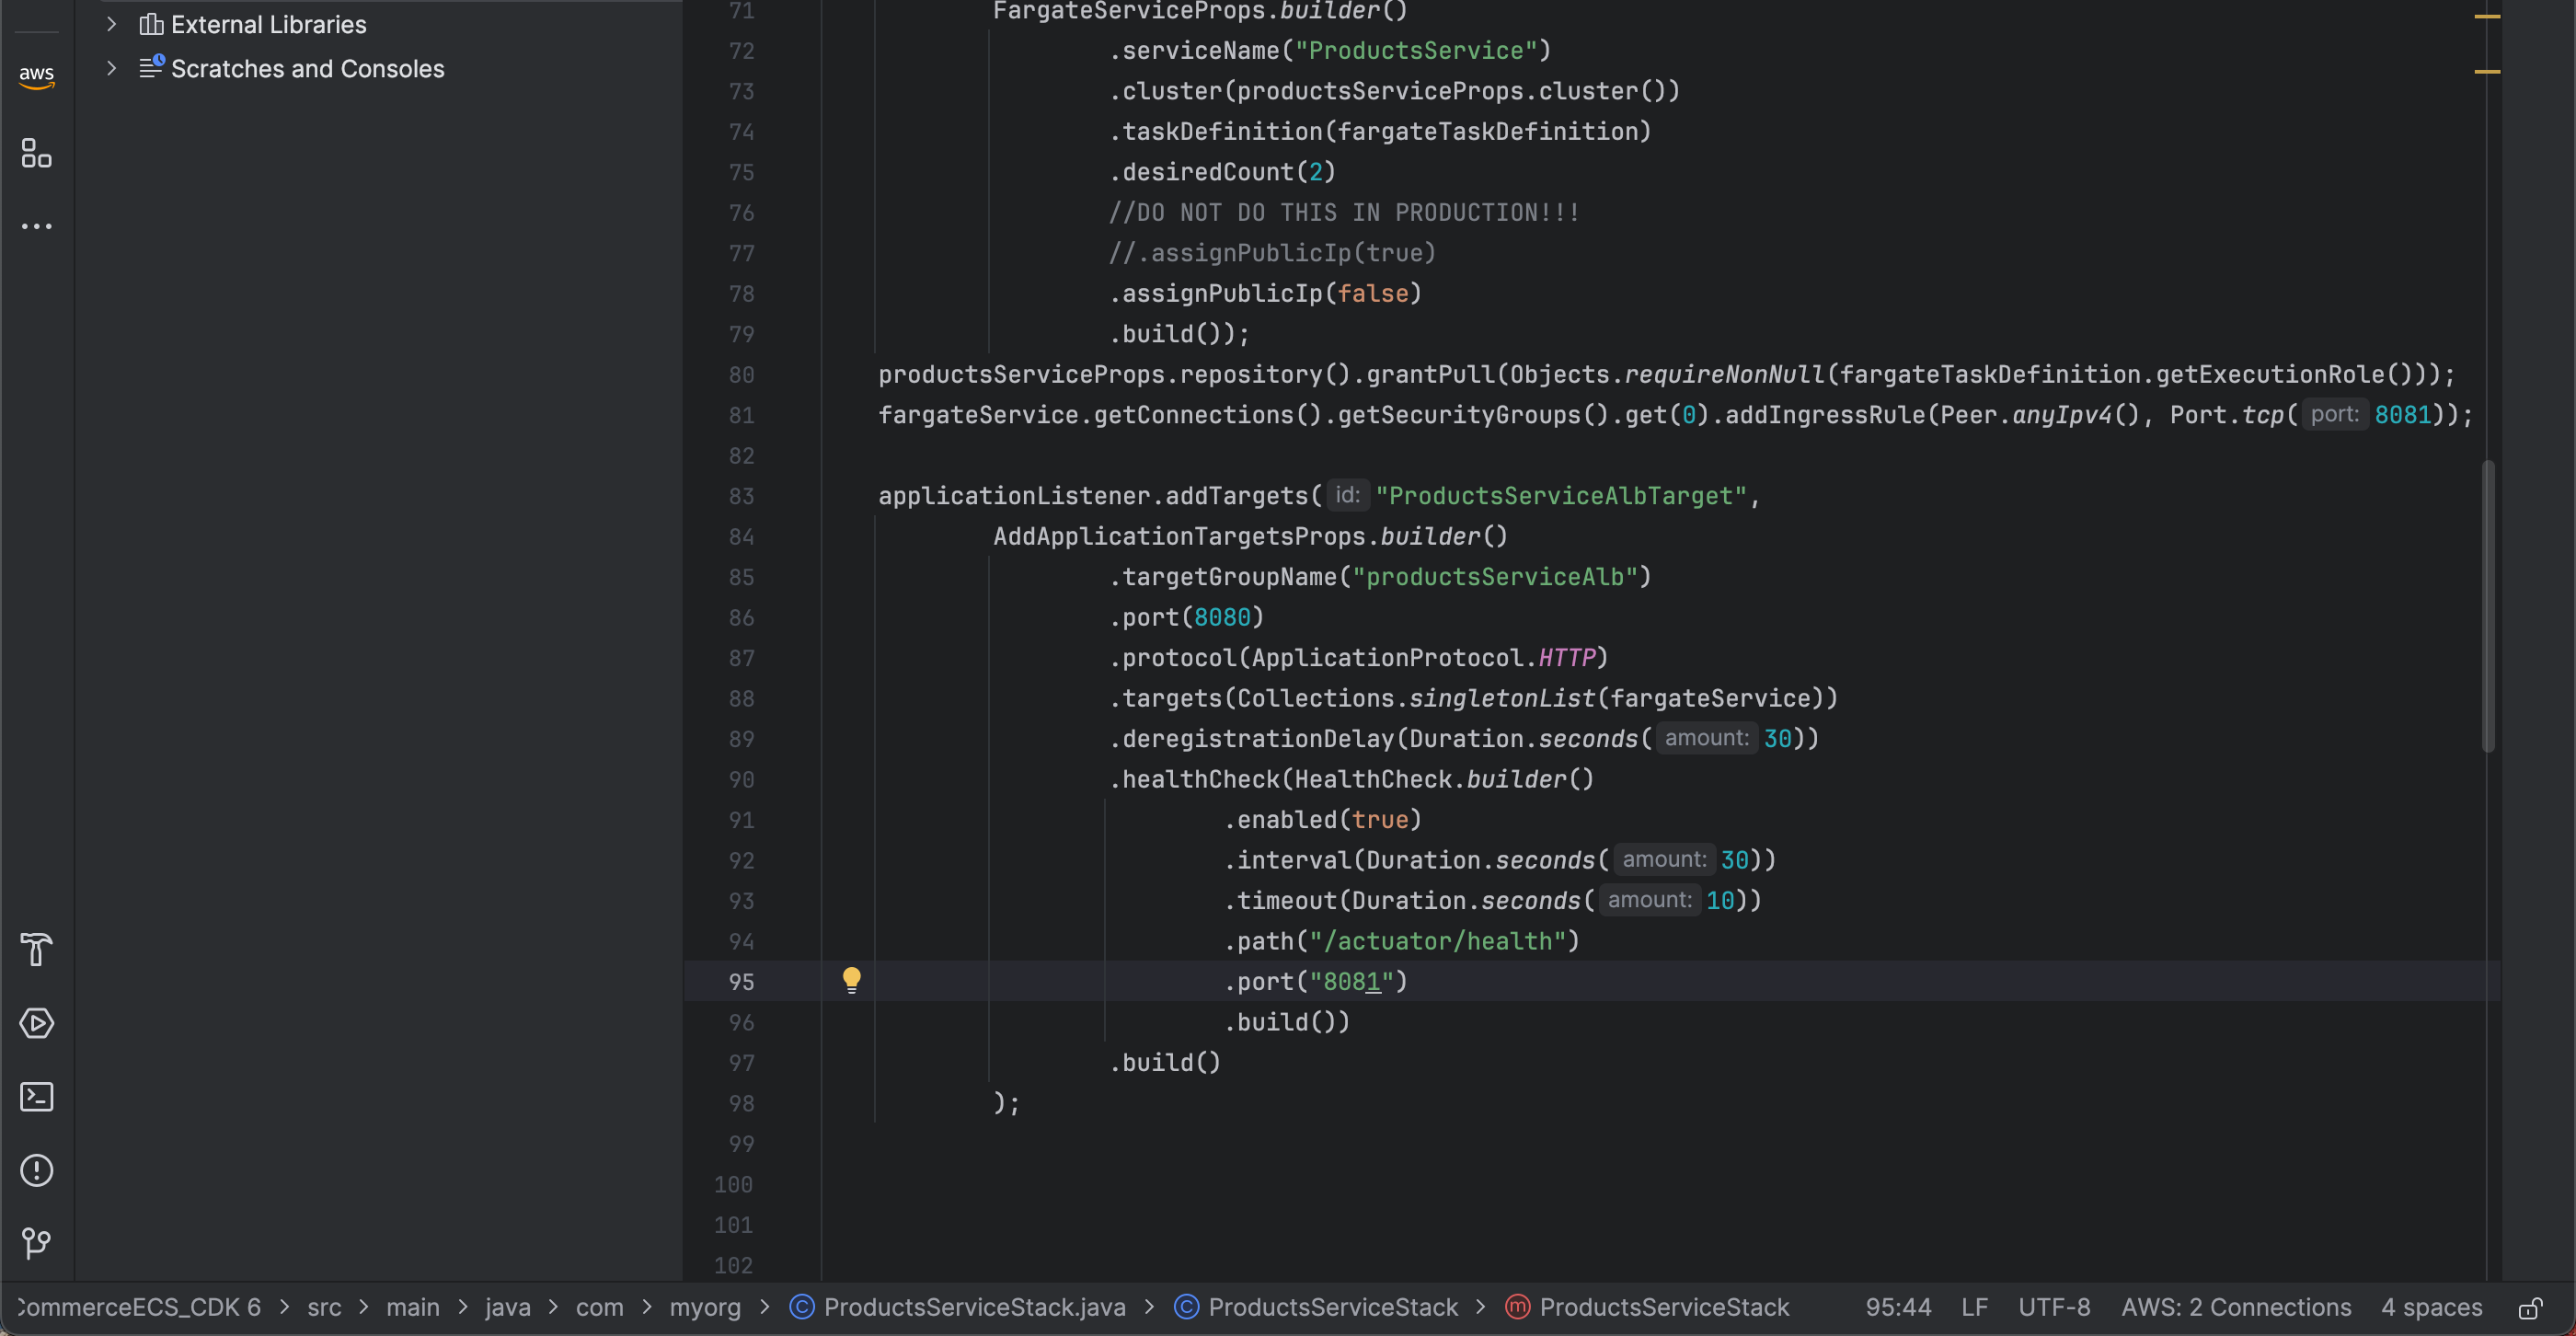 External Libraries
aws
Scratches and Consoles
71 FargateServiceProps.builder()
72 .serviceName("ProductsService")
73 .cluster(productsServiceProps.cluster())
74 .taskDefinition(fargateTaskDefinition)
75 .desiredCount(2)
76 //DO NOT DO THIS IN PRODUCTION!!!
77 //.assignPublicIp(true)
78 .assignPublicIp(false)
79 .build());
80 productsServiceProps.repository().grantPull(Objects.requireNonNull(fargateTaskDefinition.getExecutionRole()));
81 fargateService.getConnections().getSecurityGroups().get(0).addIngressRule(Peer.anyIpv4(), Port.tcp( port: 8081));
82
83 applicationListener.addTargets( id: "ProductsServiceAlbTarget",
84 AddApplicationTargetsProps.builder()
85 .targetGroupName("productsServiceAlb")
86 .port(8080)
87 .protocol(ApplicationProtocol.HTTP)
88 .targets(Collections.singletonList(fargateService))
89 .deregistrationDelay(Duration.seconds( amount: 30))
90 .healthCheck(HealthCheck.builder()
91 .enabled(true)
92 .interval(Duration.seconds( amount: 30))
93 .timeout(Duration.seconds( amount: 10))
94 .path("/actuator/health")
95 .port("8081")
96 .build())
97 .build()
98 );
99
100
101
102
CommerceECS_CDK 6 > src > main > java > com > myorg > ProductsServiceStack.java > ProductsServiceStack > ProductsServiceStack 95:44 LF UTF-8 AWS: 2 Connections 4 spaces